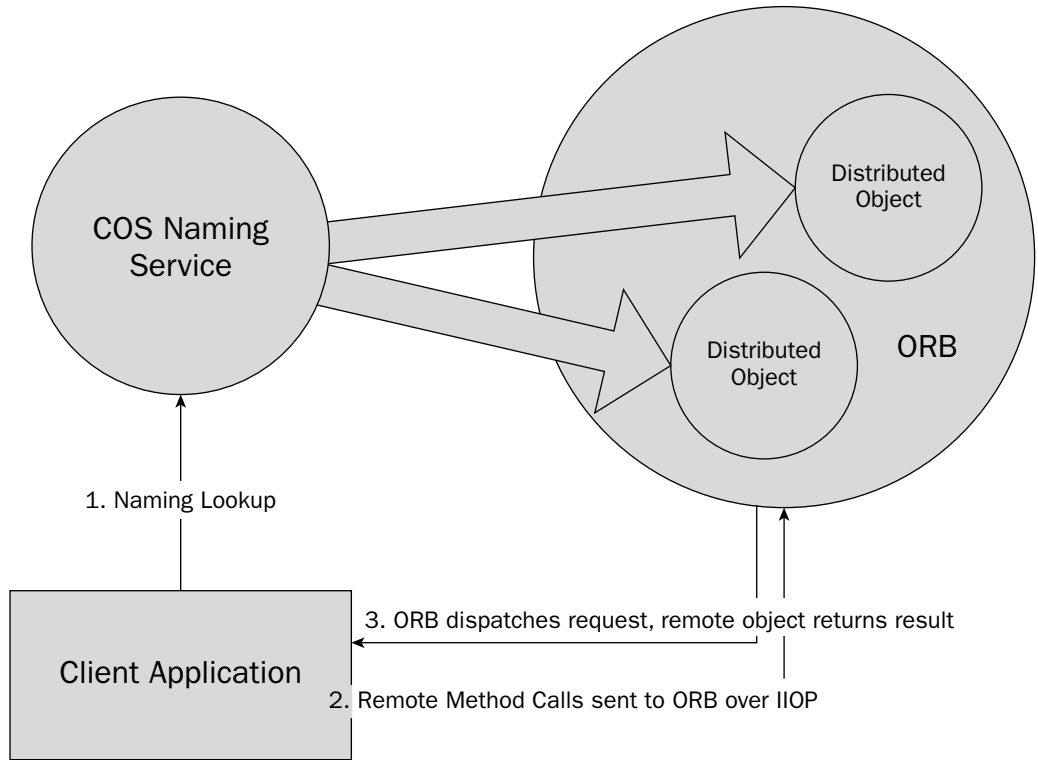 COS Naming
Service
Distributed
Object
Distributed
Object
ORB
1. Naming Lookup
3. ORB dispatches request, remote object returns result
Client Application
2. Remote Method Calls sent to ORB over IIOP